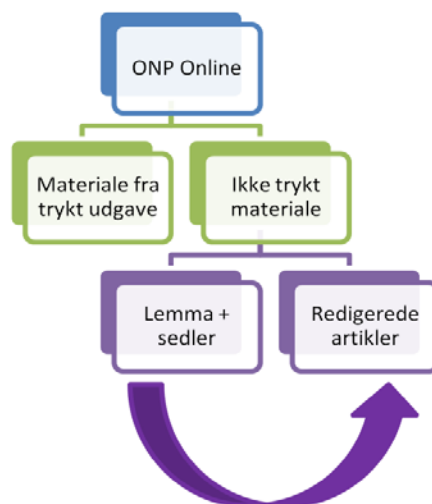 ONP Online
Materiale fra
trykt udgave
Ikke trykt
materiale
Lemma +
sedler
Redigerede
artikler